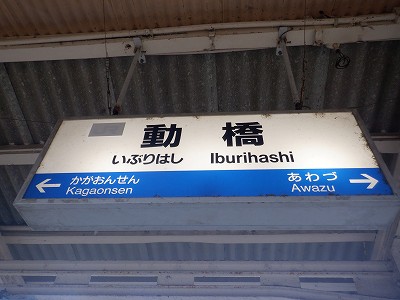 動橋
いぶりはし Iburihashi
← かがおんせん あわづ →
Kagaonsen Awazu